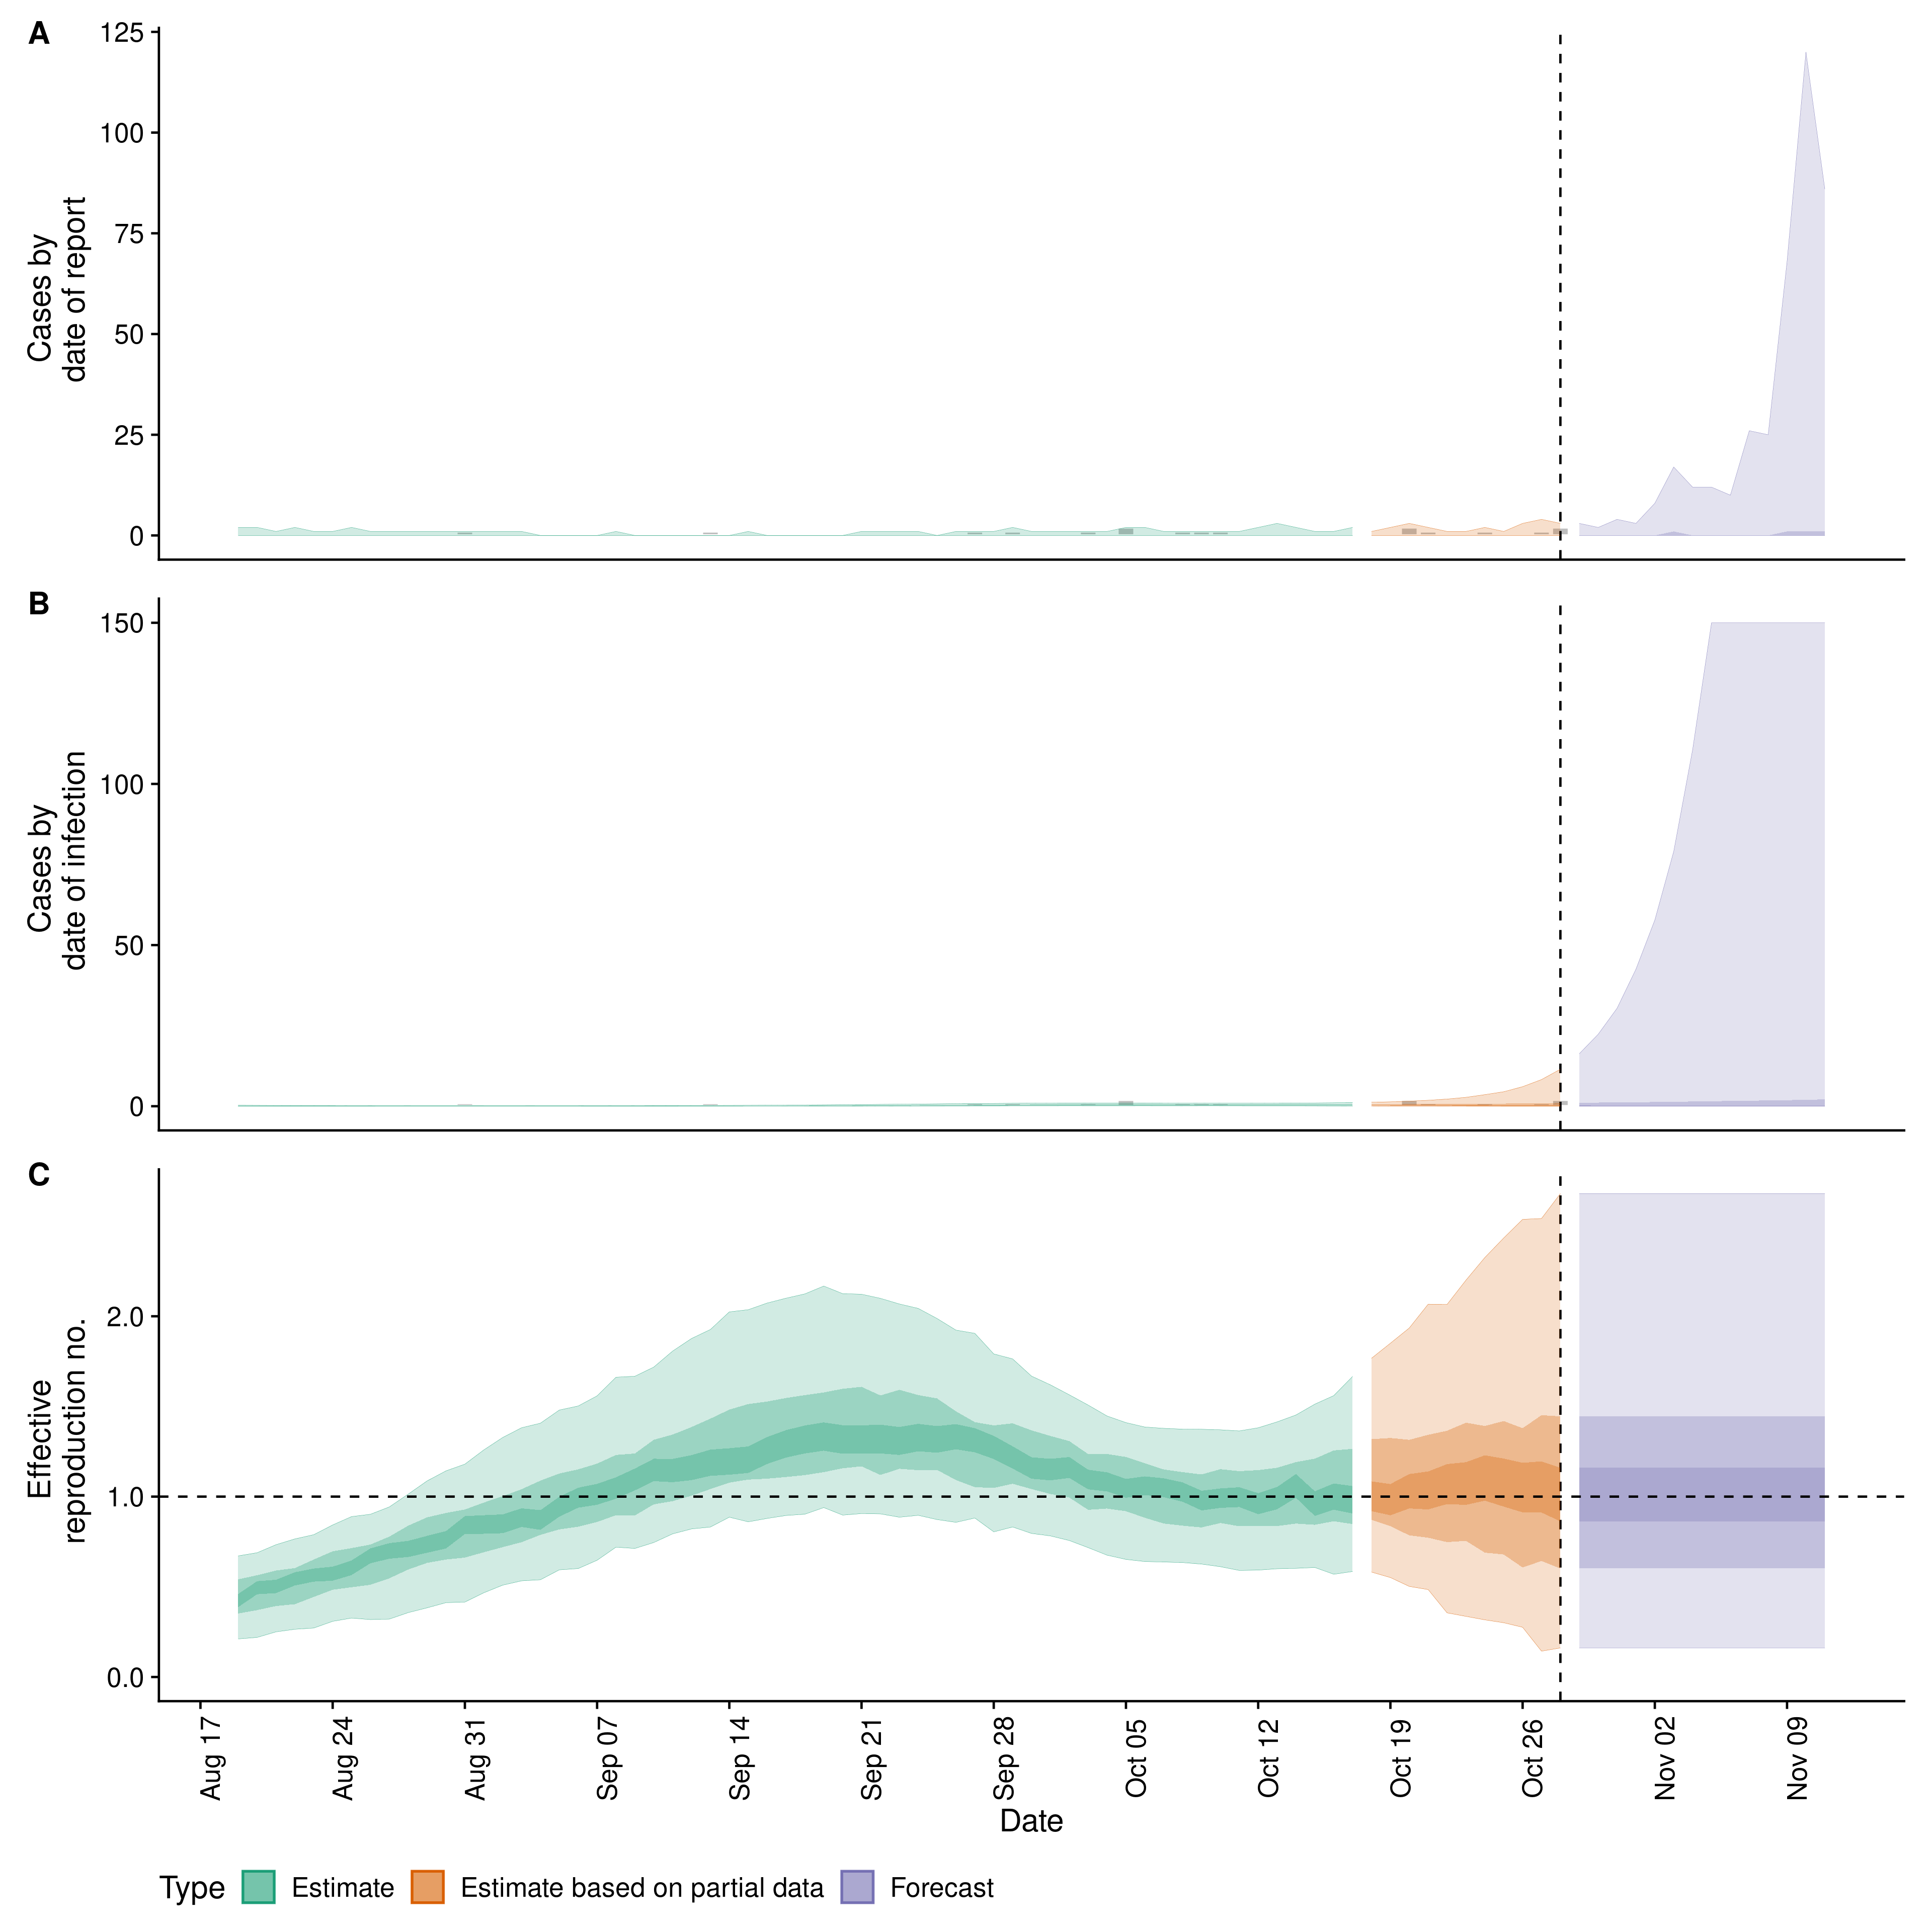 A
125
100
75
50
25
0
Cases by
date of report
B
150
100
50
0
Cases by
date of infection
C
2.0
1.0
0.0
Effective
reproduction no.
Aug 17
Aug 24
Aug 31
Sep 07
Sep 14
Sep 21
Sep 28
Oct 05
Oct 12
Oct 19
Oct 26
Nov 02
Nov 09
Date
Type Estimate Estimate based on partial data Forecast